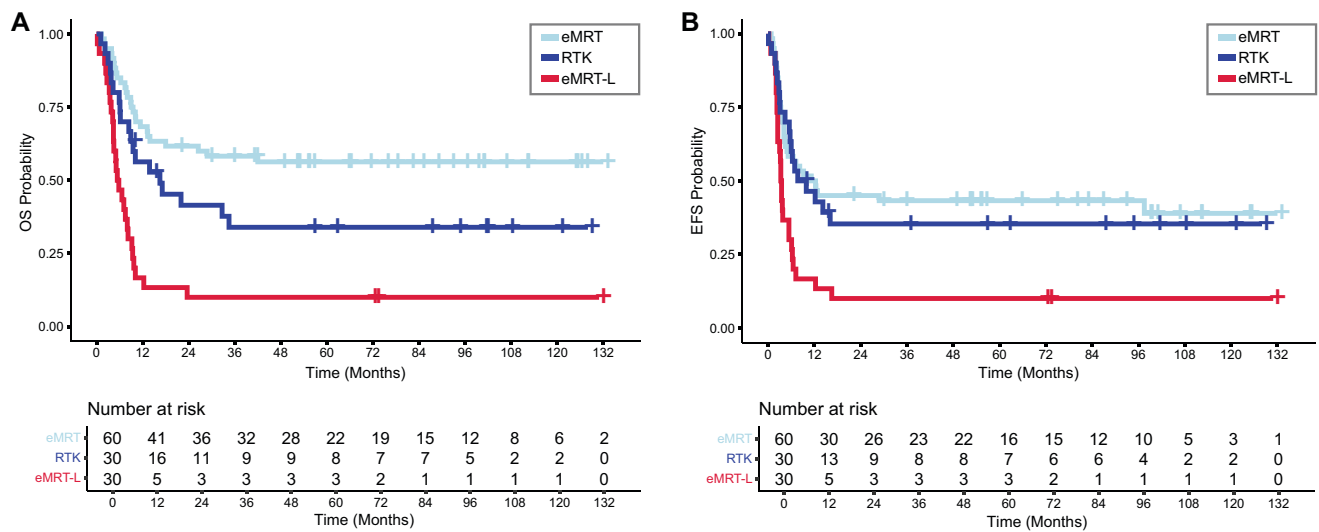 A
1.00
0.75
0.50
0.25
0.00
OS Probability
eMRT
RTK
eMRT-L
0 12 24 36 48 60 72 84 96 108 120 132
Time (Months)
Number at risk
eMRT 60 41 36 32 28 22 19 15 12 8 6 2
RTK 30 16 11 9 9 8 7 7 5 2 2 0
eMRT-L 30 5 3 3 3 3 2 1 1 1 1 0
0 12 24 36 48 60 72 84 96 108 120 132
Time (Months)
B
1.00
0.75
0.50
0.25
0.00
EFS Probability
eMRT
RTK
eMRT-L
0 12 24 36 48 60 72 84 96 108 120 132
Time (Months)
Number at risk
eMRT 60 30 26 23 22 16 15 12 10 5 3 1
RTK 30 13 9 8 8 7 6 6 4 2 2 0
eMRT-L 30 5 3 3 3 3 2 1 1 1 1 0
0 12 24 36 48 60 72 84 96 108 120 132
Time (Months)